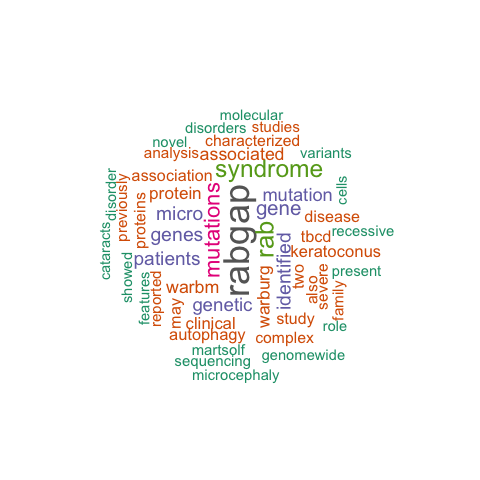 molecular
disorders studies
novel characterized
analysis associated variants
syndrome
association
protein mutation
micro gene disease
genes rab tbcd recessive
patients keratoconus
warbm present
genetic
may clinical study role
autophagy complex
martsolf genomewide
sequencing
microcephaly
cataracts
disorder
previously
proteins
showed
features
reported
mutations
rabgap
warburg
identified
two
also
severe
family
cells